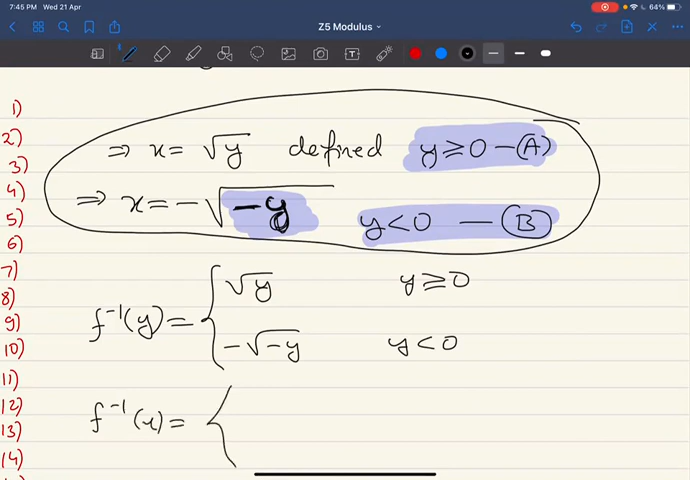 7:45 PM Wed 21 Apr
64%
Z5 Modulus
1)
2) ⇒ x = √y defined y ≥ 0 — (A)
3)
4) ⇒ x = − √−y y < 0 — (B)
5)
6)
7) √y y ≥ 0
8)
9) f⁻¹(y) = {
10) −√−y y < 0
11)
12)
13) f⁻¹(x) = {
14)